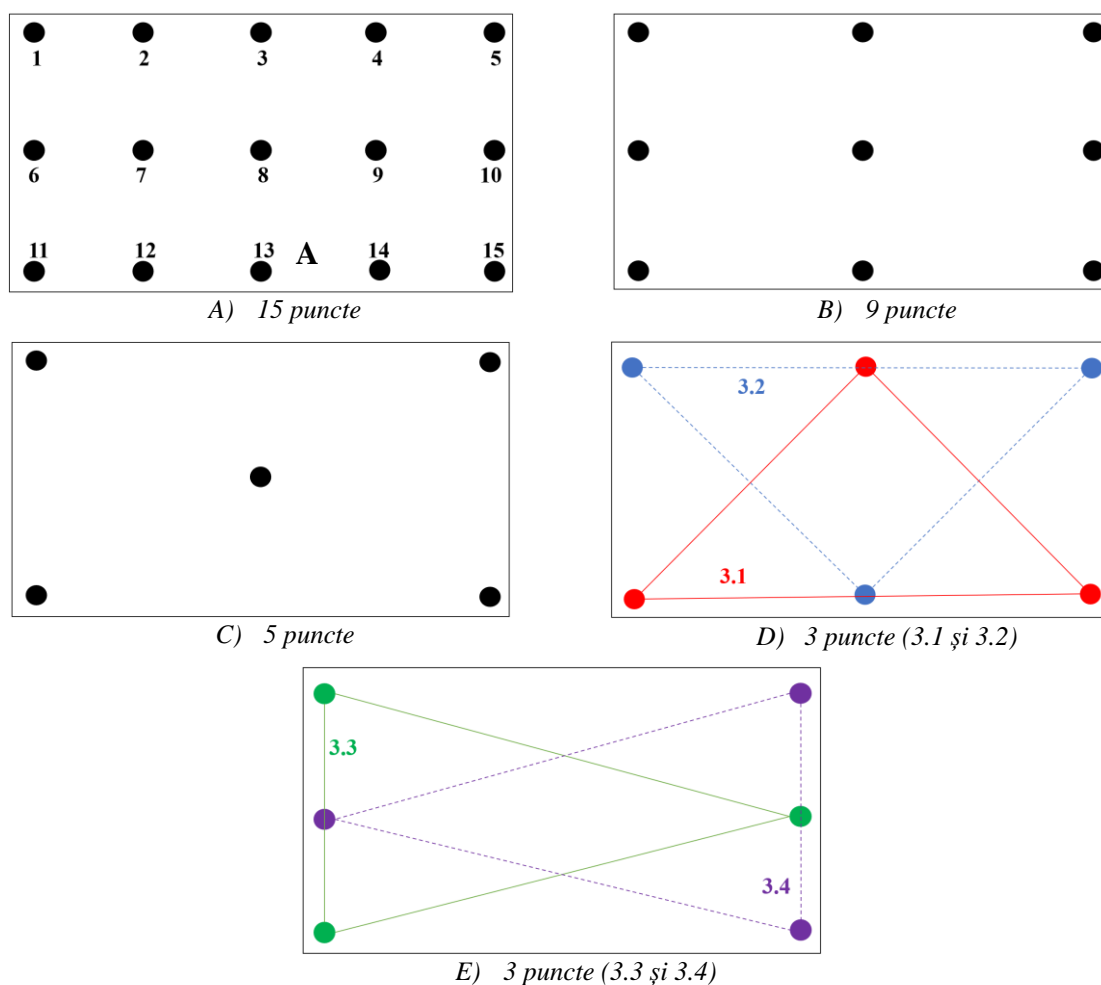 1 2 3 4 5
6 7 8 9 10
11 12 13 A 14 15
A) 15 puncte
B) 9 puncte
C) 5 puncte
3.2
3.1
D) 3 puncte (3.1 și 3.2)
3.3
3.4
E) 3 puncte (3.3 și 3.4)